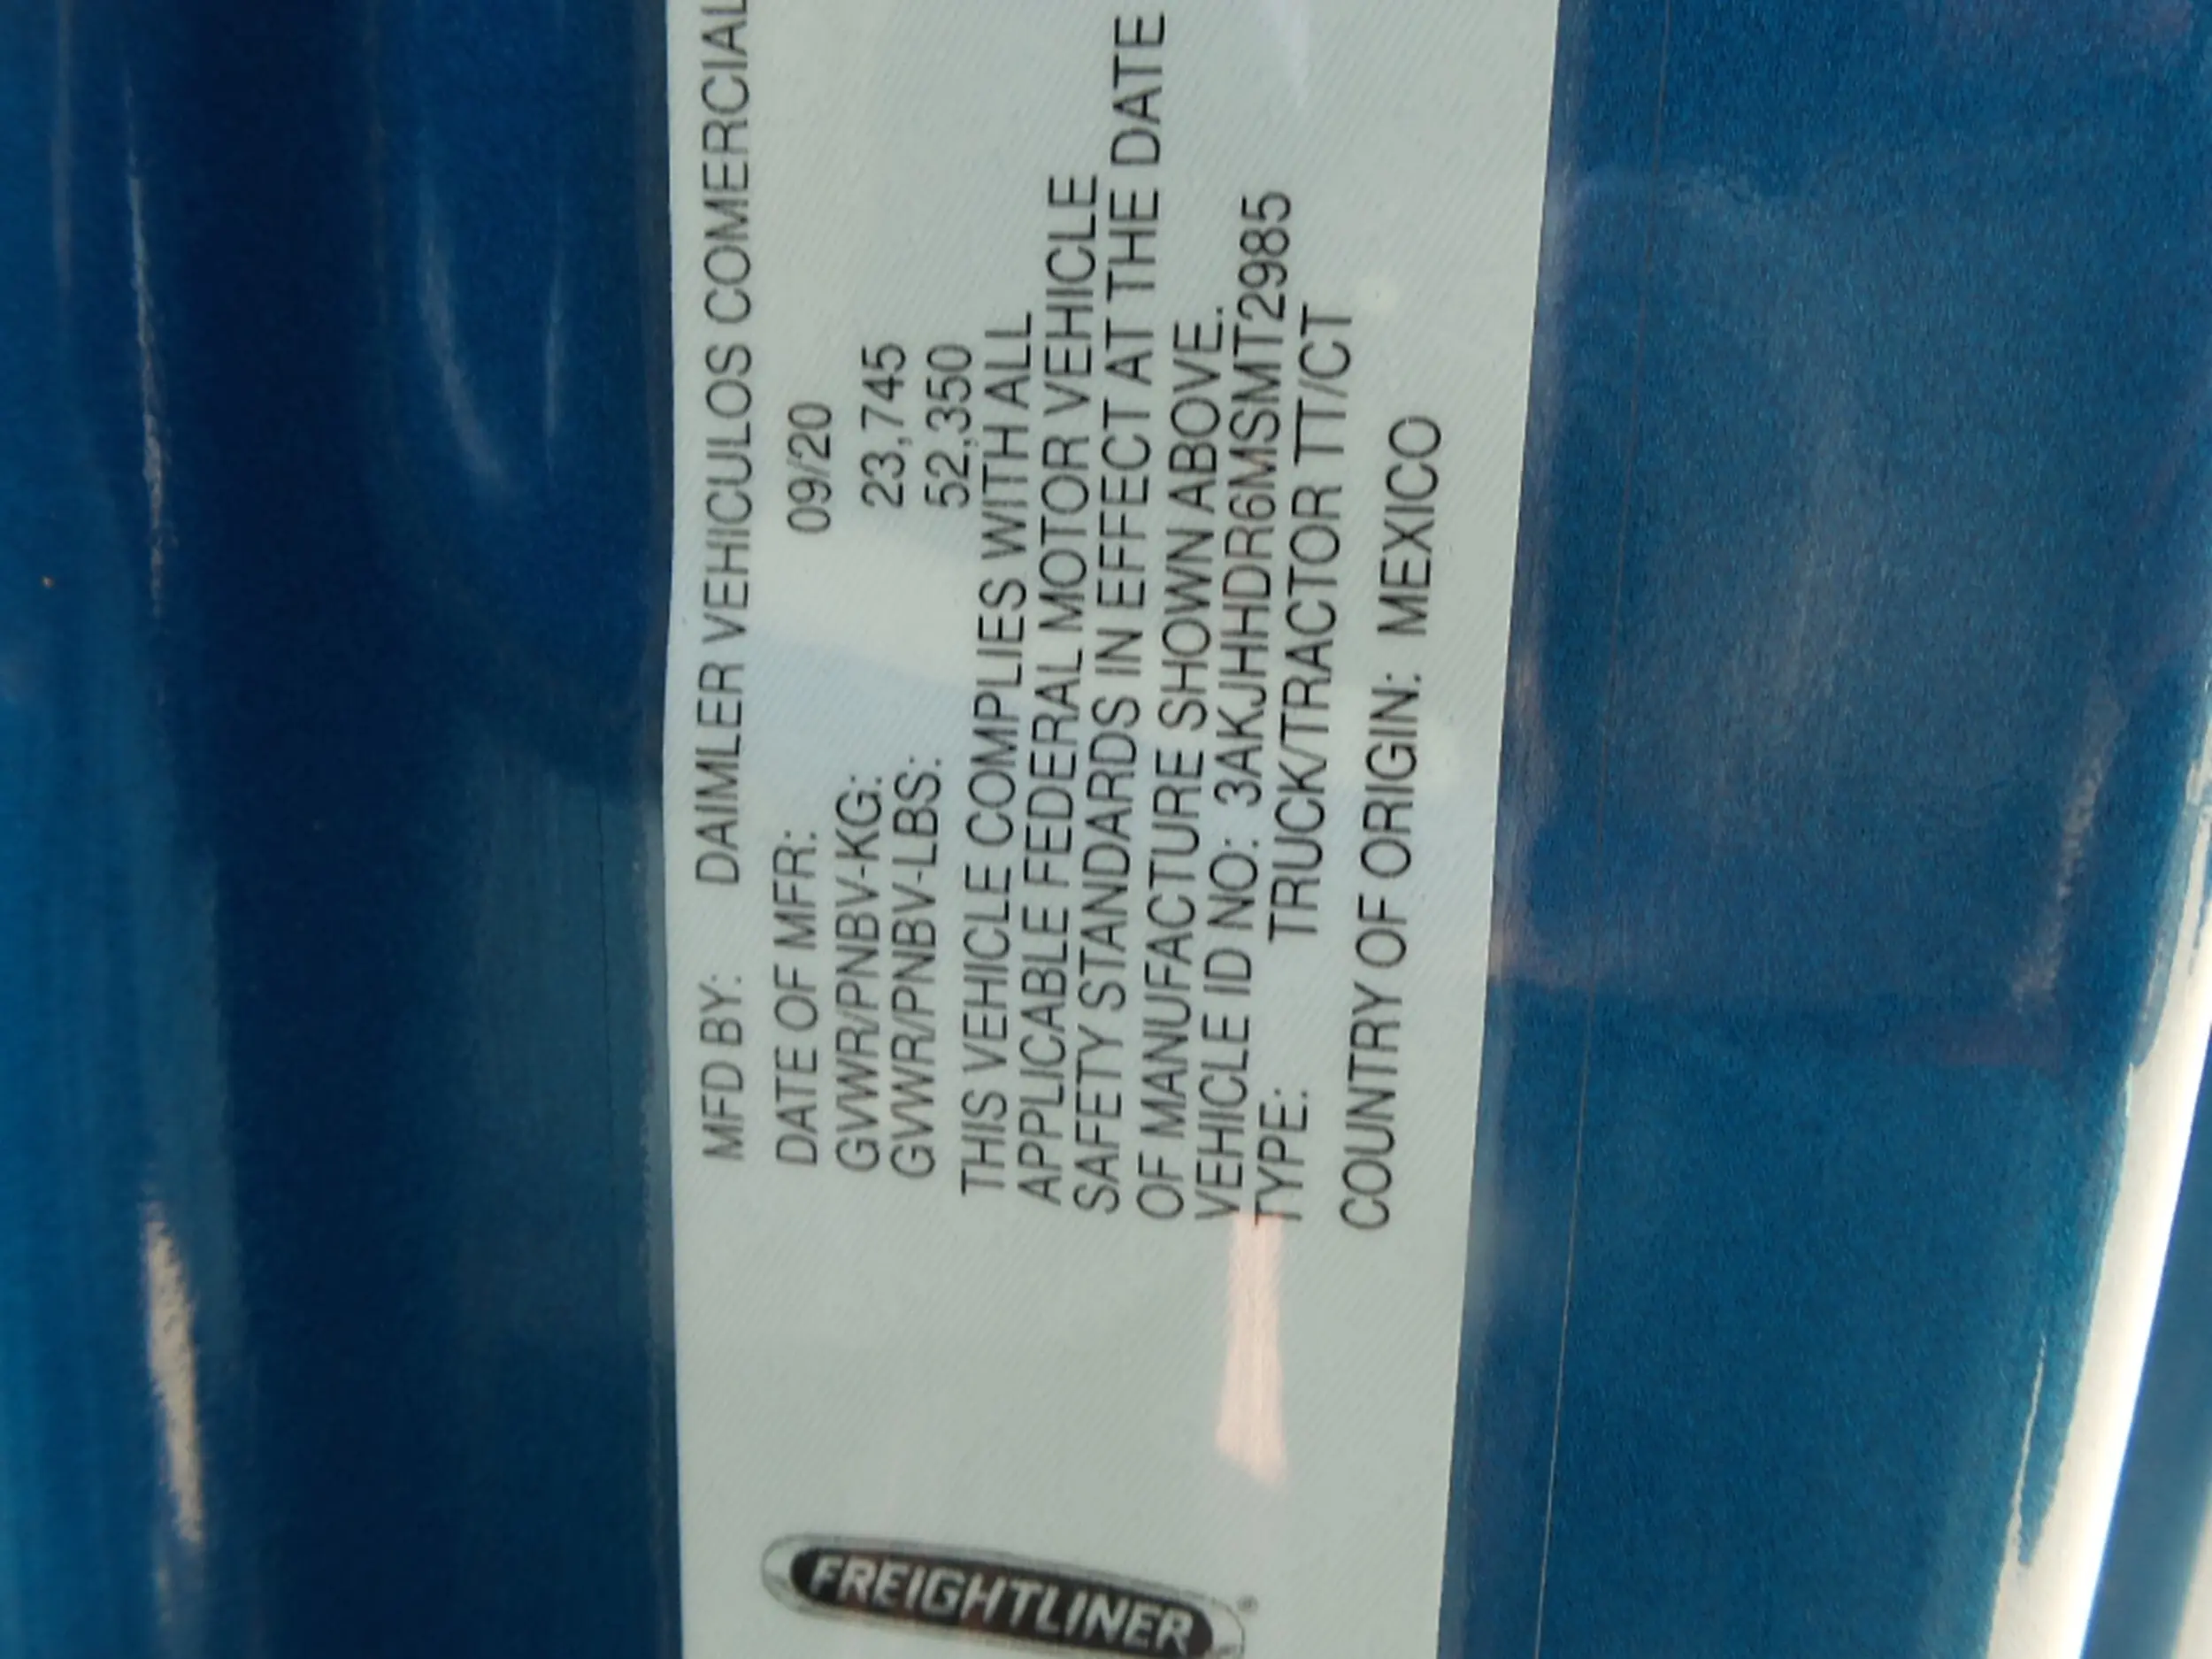 FREIGHTLINER
MFD BY: DAIMLER VEHICULOS COMERCIAL
DATE OF MFR: 09/20
GVWR/PNBV-KG: 23,745
GVWR/PNBV-LBS: 52,350
THIS VEHICLE COMPLIES WITH ALL
APPLICABLE FEDERAL MOTOR VEHICLE
SAFETY STANDARDS IN EFFECT AT THE DATE
OF MANUFACTURE SHOWN ABOVE.
VEHICLE ID NO: 3AKJHHDR6MSMT2985
TYPE: TRUCK/TRACTOR TT/CT
COUNTRY OF ORIGIN: MEXICO